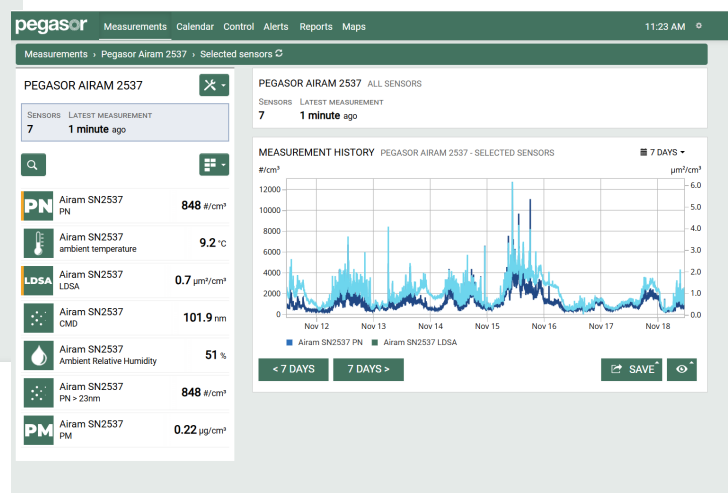 pegasor Measurements Calendar Control Alerts Reports Maps 11:23 AM
Measurements › Pegasor Airam 2537 › Selected sensors
PEGASOR AIRAM 2537
SENSORS LATEST MEASUREMENT
7 1 minute ago
PN Airam SN2537
PN
848 #/cm³
Airam SN2537
ambient temperature
9.2 °C
LDSA Airam SN2537
LDSA
0.7 μm²/cm³
Airam SN2537
CMD
101.9 nm
Airam SN2537
Ambient Relative Humidity
51 %
Airam SN2537
PN > 23nm
848 #/cm³
PM Airam SN2537
PM
0.22 μg/cm³
PEGASOR AIRAM 2537 ALL SENSORS
SENSORS LATEST MEASUREMENT
7 1 minute ago
MEASUREMENT HISTORY PEGASOR AIRAM 2537 - SELECTED SENSORS 7 DAYS
#/cm³ μm²/cm³
12000 6.0
10000 5.0
8000 4.0
6000 3.0
4000 2.0
2000 1.0
0 0.0
Nov 12 Nov 13 Nov 14 Nov 15 Nov 16 Nov 17 Nov 18
Airam SN2537 PN Airam SN2537 LDSA
< 7 DAYS 7 DAYS > SAVE